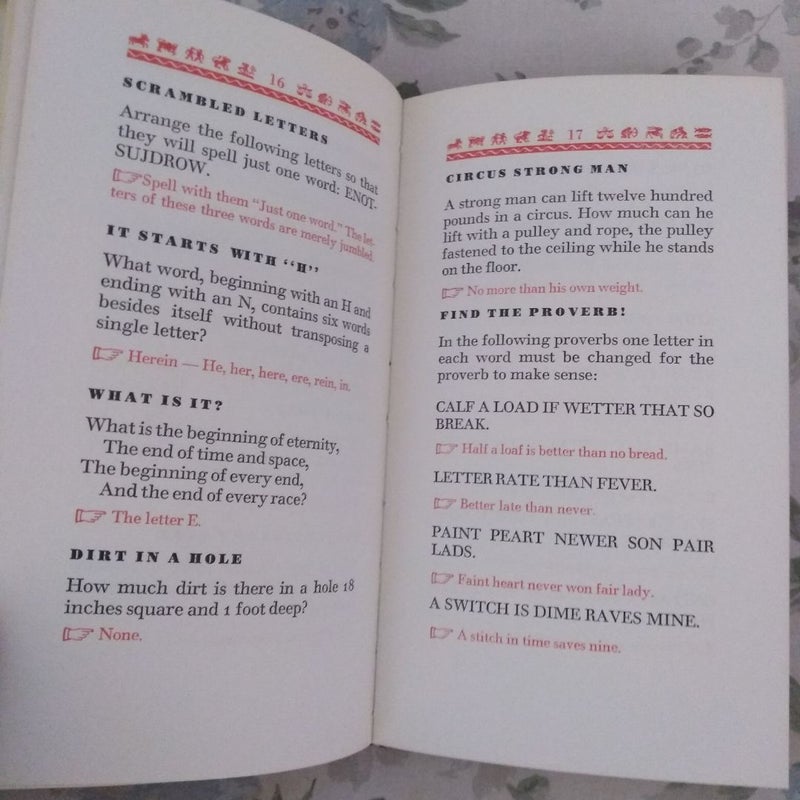 16
SCRAMBLED LETTERS
Arrange the following letters so that
they will spell just one word: ENOT-
SUJDROW.
Spell with them "Just one word." The let-
ters of these three words are merely jumbled.
IT STARTS WITH "H"
What word, beginning with an H and
ending with an N, contains six words
besides itself without transposing a
single letter?
Herein — He, her, here, ere, rein, in.
WHAT IS IT?
What is the beginning of eternity,
The end of time and space,
The beginning of every end,
And the end of every race?
The letter E.
DIRT IN A HOLE
How much dirt is there in a hole 18
inches square and 1 foot deep?
None.
17
CIRCUS STRONG MAN
A strong man can lift twelve hundred
pounds in a circus. How much can he
lift with a pulley and rope, the pulley
fastened to the ceiling while he stands
on the floor.
No more than his own weight.
FIND THE PROVERB!
In the following proverbs one letter in
each word must be changed for the
proverb to make sense:
CALF A LOAD IF WETTER THAT SO
BREAK.
Half a loaf is better than no bread.
LETTER RATE THAN FEVER.
Better late than never.
PAINT PEART NEWER SON PAIR
LADS.
Faint heart never won fair lady.
A SWITCH IS DIME RAVES MINE.
A stitch in time saves nine.